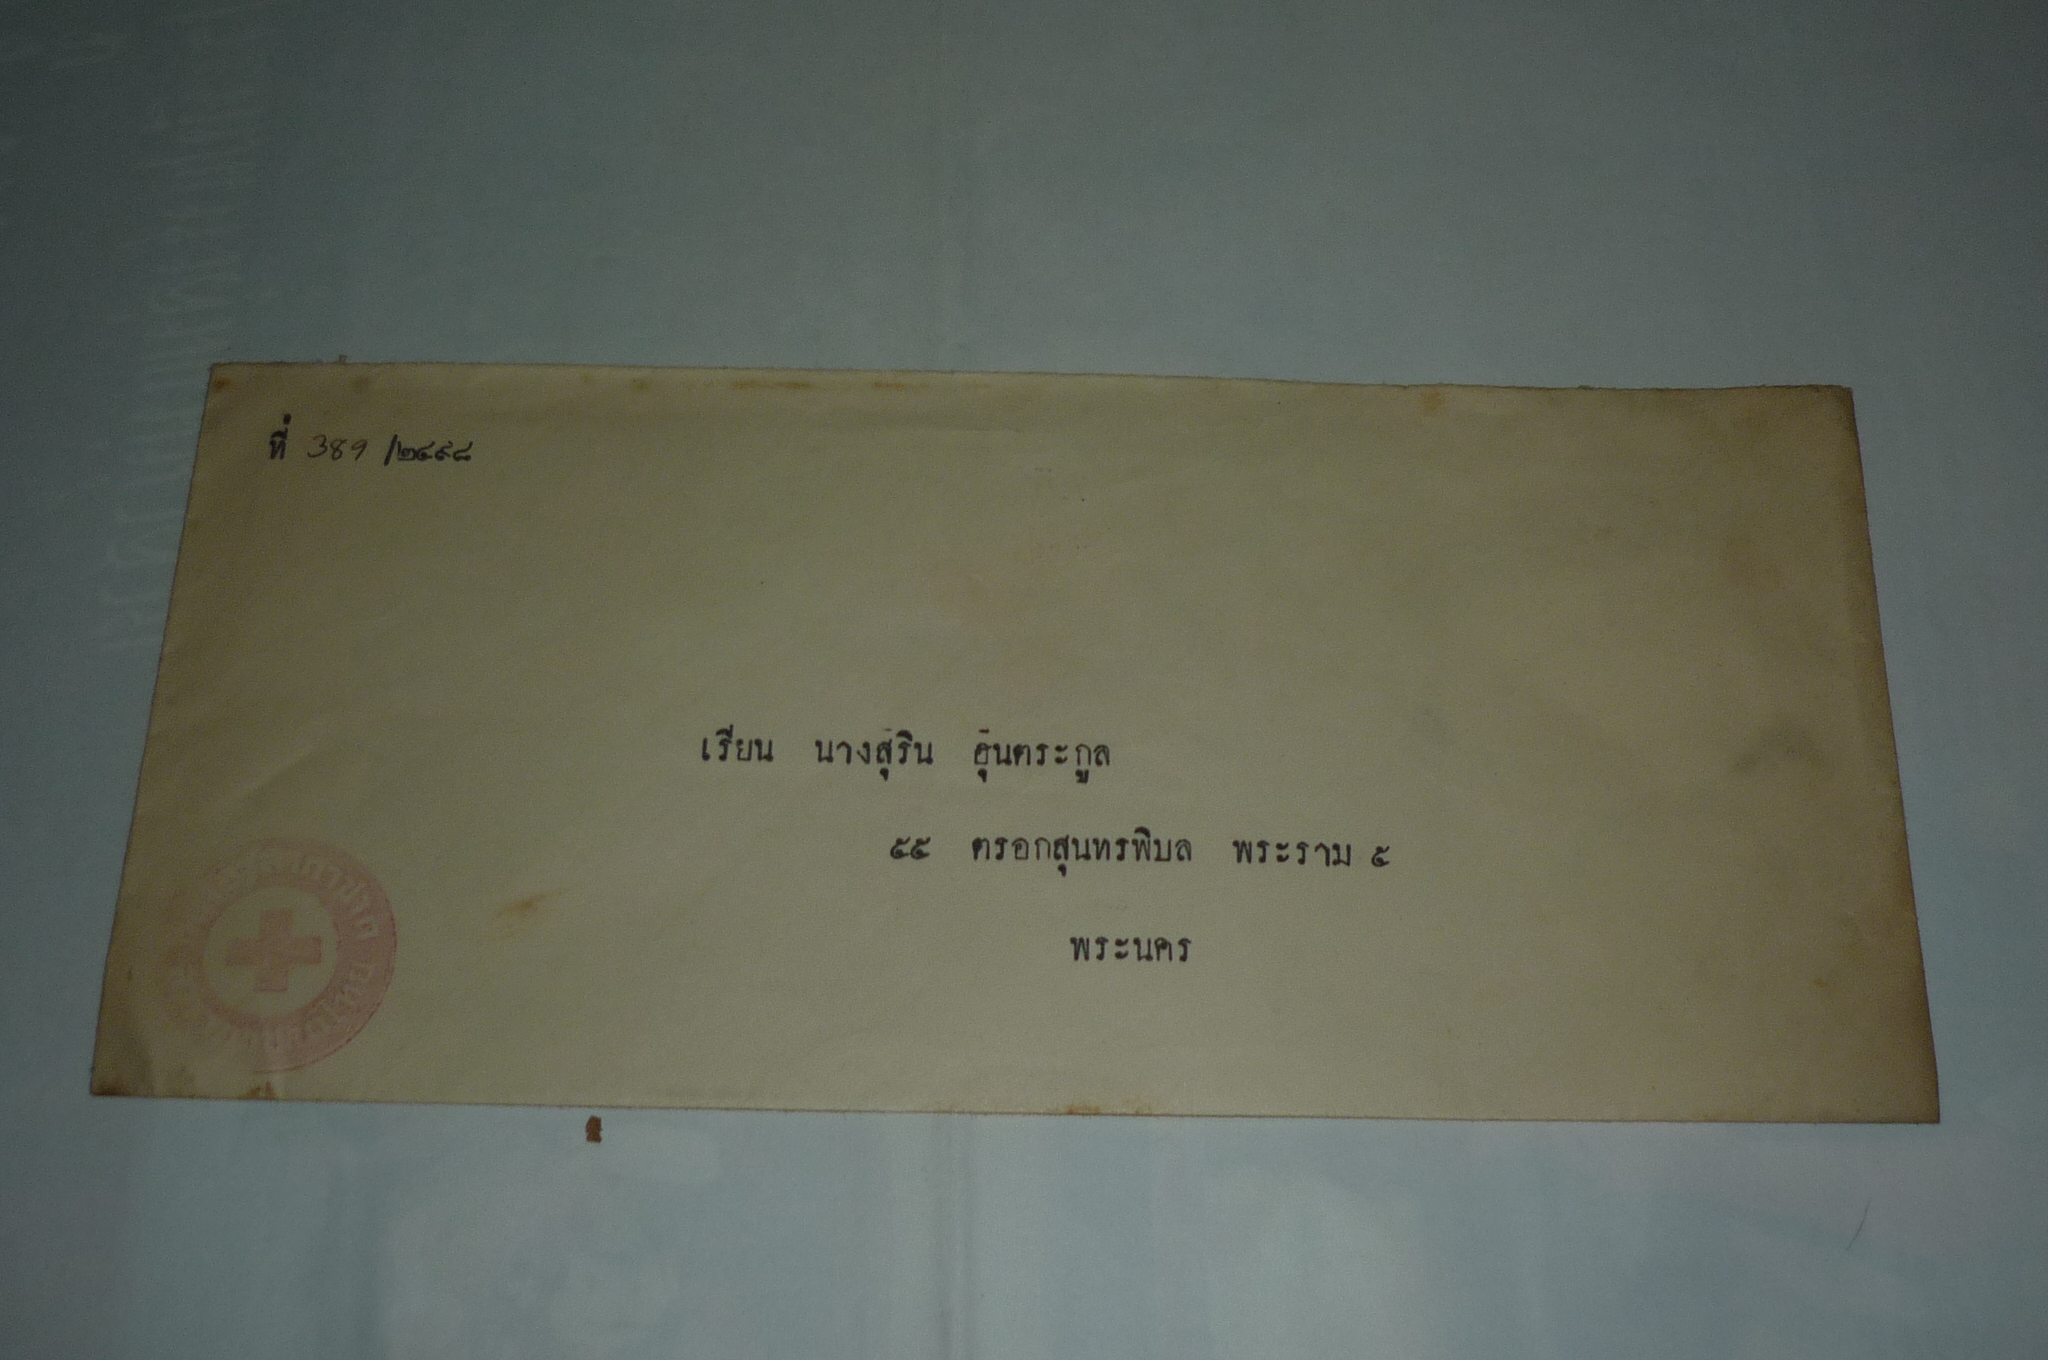 ที่ 389 /๒๔๙๘
เรียน นางสุริน อุ้นตระกูล
๕๕ ตรอกสุนทรพิบล พระราม ๕
พระนคร